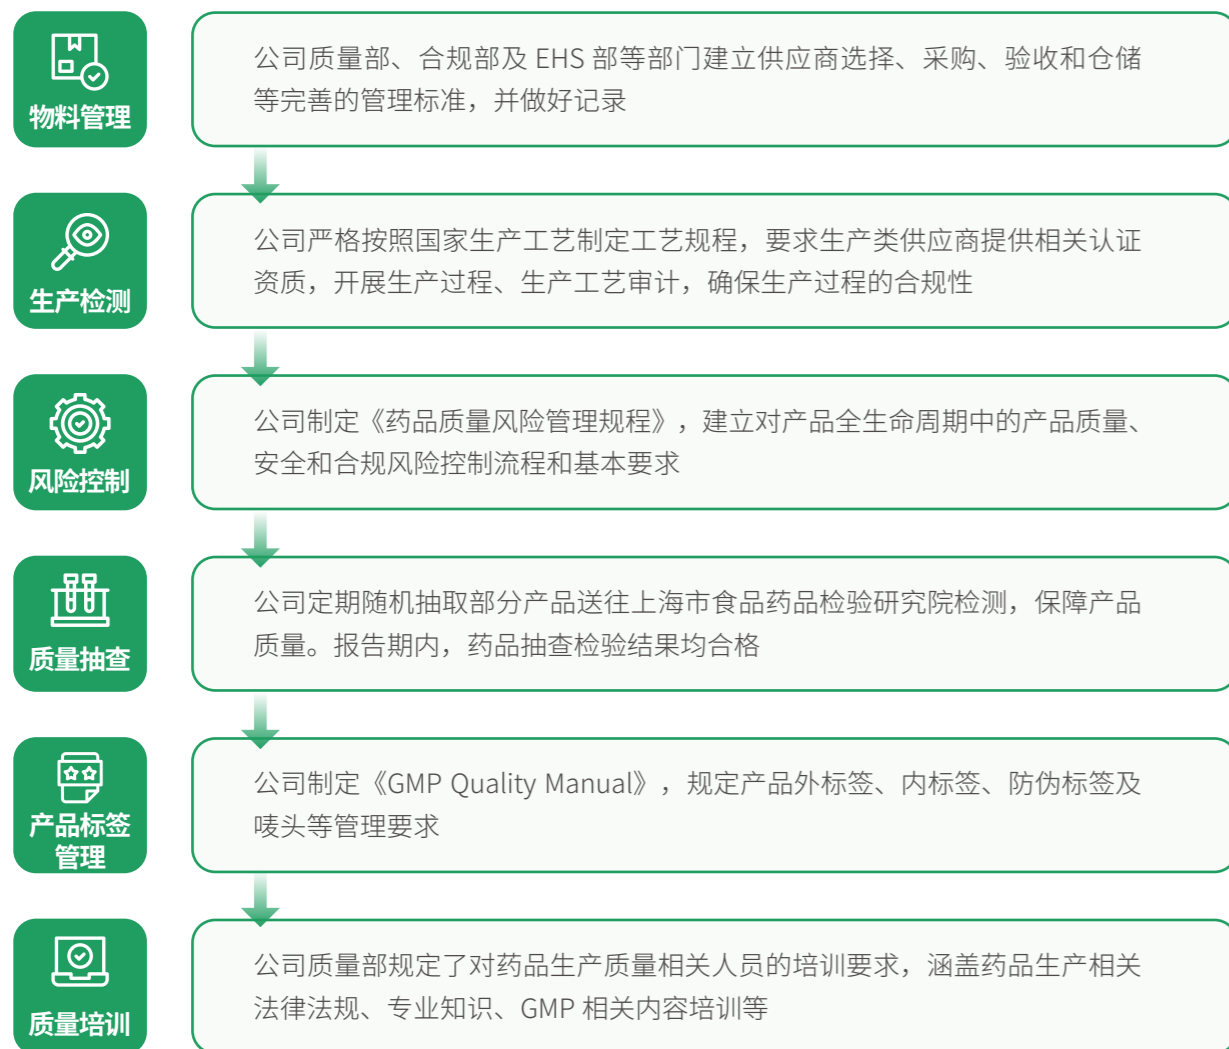 物料管理
公司质量部、合规部及 EHS 部等部门建立供应商选择、采购、验收和仓储
等完善的管理标准，并做好记录
生产检测
公司严格按照国家生产工艺制定工艺规程，要求生产类供应商提供相关认证
资质，开展生产过程、生产工艺审计，确保生产过程的合规性
风险控制
公司制定《药品质量风险管理规程》，建立对产品全生命周期中的产品质量、
安全和合规风险控制流程和基本要求
质量抽查
公司定期随机抽取部分产品送往上海市食品药品检验研究院检测，保障产品
质量。报告期内，药品抽查检验结果均合格
产品标签
管理
公司制定《GMP Quality Manual》，规定产品外标签、内标签、防伪标签及
唛头等管理要求
质量培训
公司质量部规定了对药品生产质量相关人员的培训要求，涵盖药品生产相关
法律法规、专业知识、GMP 相关内容培训等